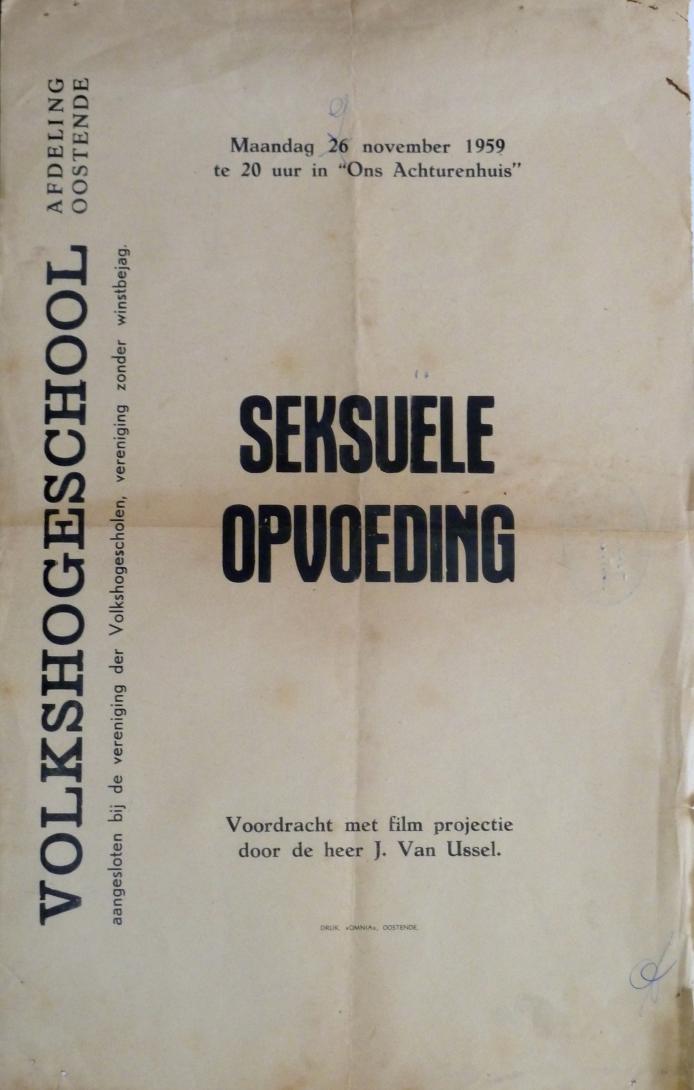 VOLKSHOGESCHOOL
AFDELING
OOSTENDE
aangesloten bij de vereniging der Volkshogescholen, vereniging zonder winstbejag.
Maandag 26 november 1959
te 20 uur in “Ons Achturenhuis”
SEKSUELE
OPVOEDING
Voordracht met film projectie
door de heer J. Van Ussel.
DRUK. «OMNIA», OOSTENDE.